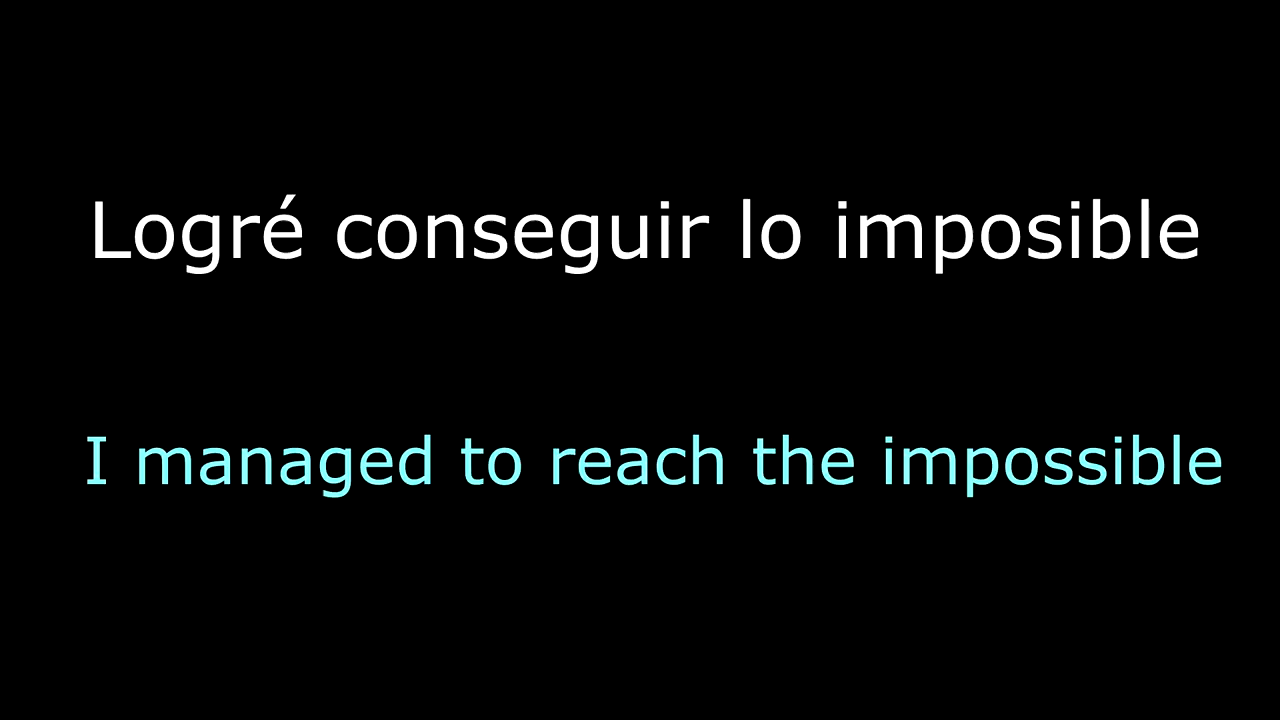 Logré conseguir lo imposible
I managed to reach the impossible